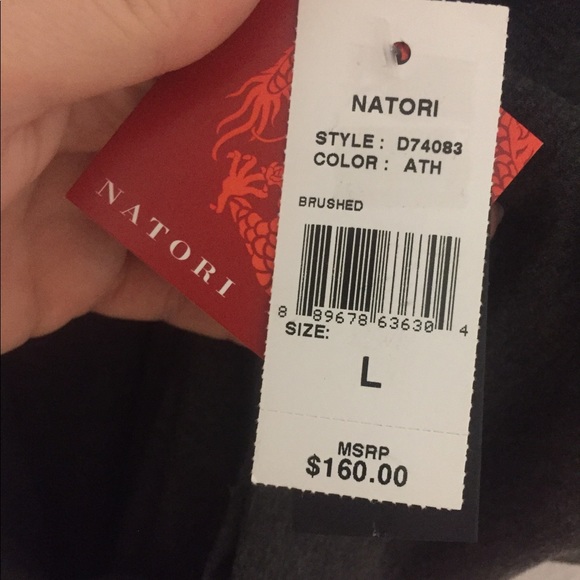 NATORI
NATORI
STYLE : D74083
COLOR : ATH
BRUSHED
8 89678 63630 4
SIZE:
L
MSRP
$160.00